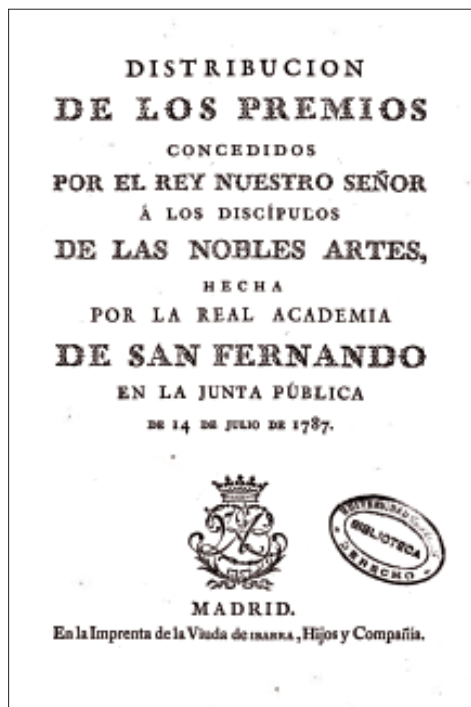 DISTRIBUCION
DE LOS PREMIOS
CONCEDIDOS
POR EL REY NUESTRO SEÑOR
Á LOS DISCÍPULOS
DE LAS NOBLES ARTES,
HECHA
POR LA REAL ACADEMIA
DE SAN FERNANDO
EN LA JUNTA PÚBLICA
DE 14 DE JULIO DE 1787.
BIBLIOTECA
DERECHO
MADRID.
En la Imprenta de la Viuda de IBARRA, Hijos y Compañía.